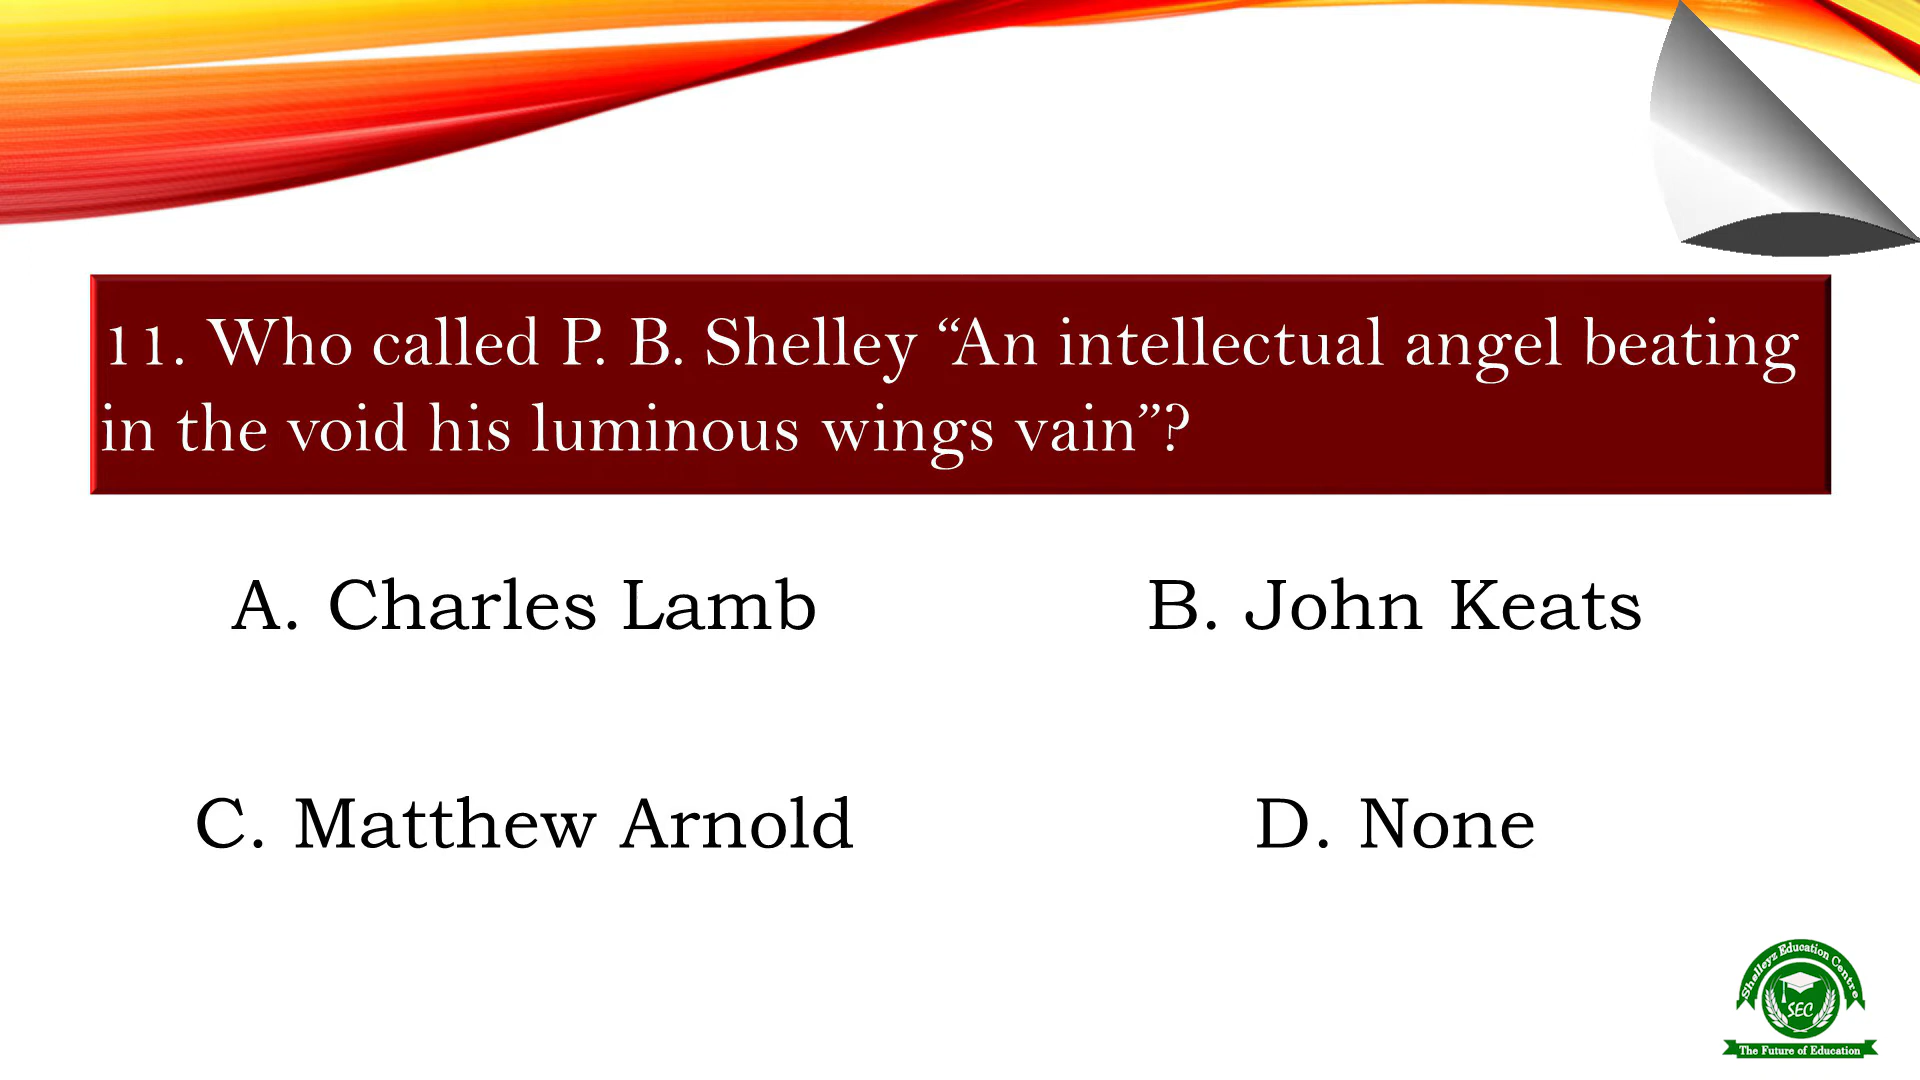 11. Who called P. B. Shelley “An intellectual angel beating
in the void his luminous wings vain”?
A. Charles Lamb
B. John Keats
C. Matthew Arnold
D. None
Shelleyz Education Centre
SEC
The Future of Education